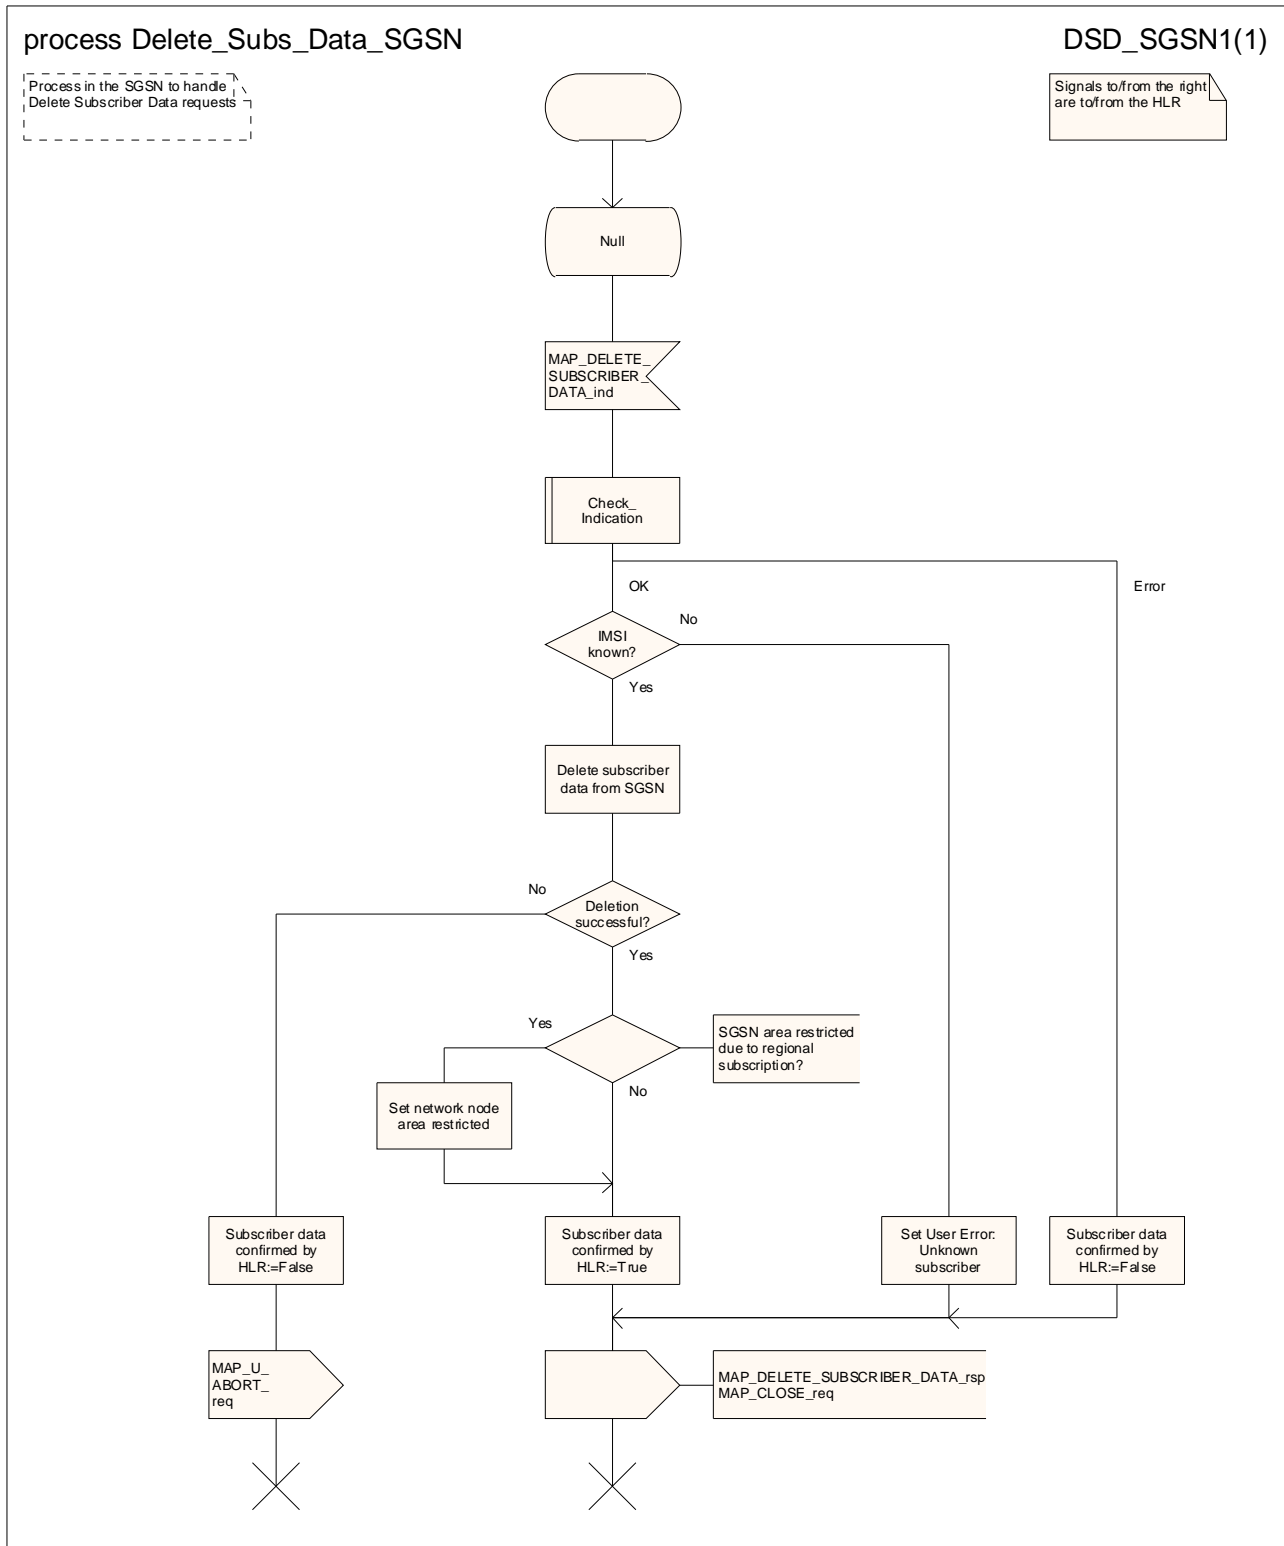 process Delete_Subs_Data_SGSN
DSD_SGSN1(1)
Process in the SGSN to handle
Delete Subscriber Data requests
Signals to/from the right
are to/from the HLR
Null
MAP_DELETE_
SUBSCRIBER_
DATA_ind
Check_
Indication
OK
Error
IMSI
known?
No
Yes
Delete subscriber
data from SGSN
Deletion
successful?
No
Yes
Yes
SGSN area restricted
due to regional
subscription?
No
Set network node
area restricted
Subscriber data
confirmed by
HLR:=False
Subscriber data
confirmed by
HLR:=True
Set User Error:
Unknown
subscriber
Subscriber data
confirmed by
HLR:=False
MAP_U_
ABORT_
req
MAP_DELETE_SUBSCRIBER_DATA_rsp
MAP_CLOSE_req